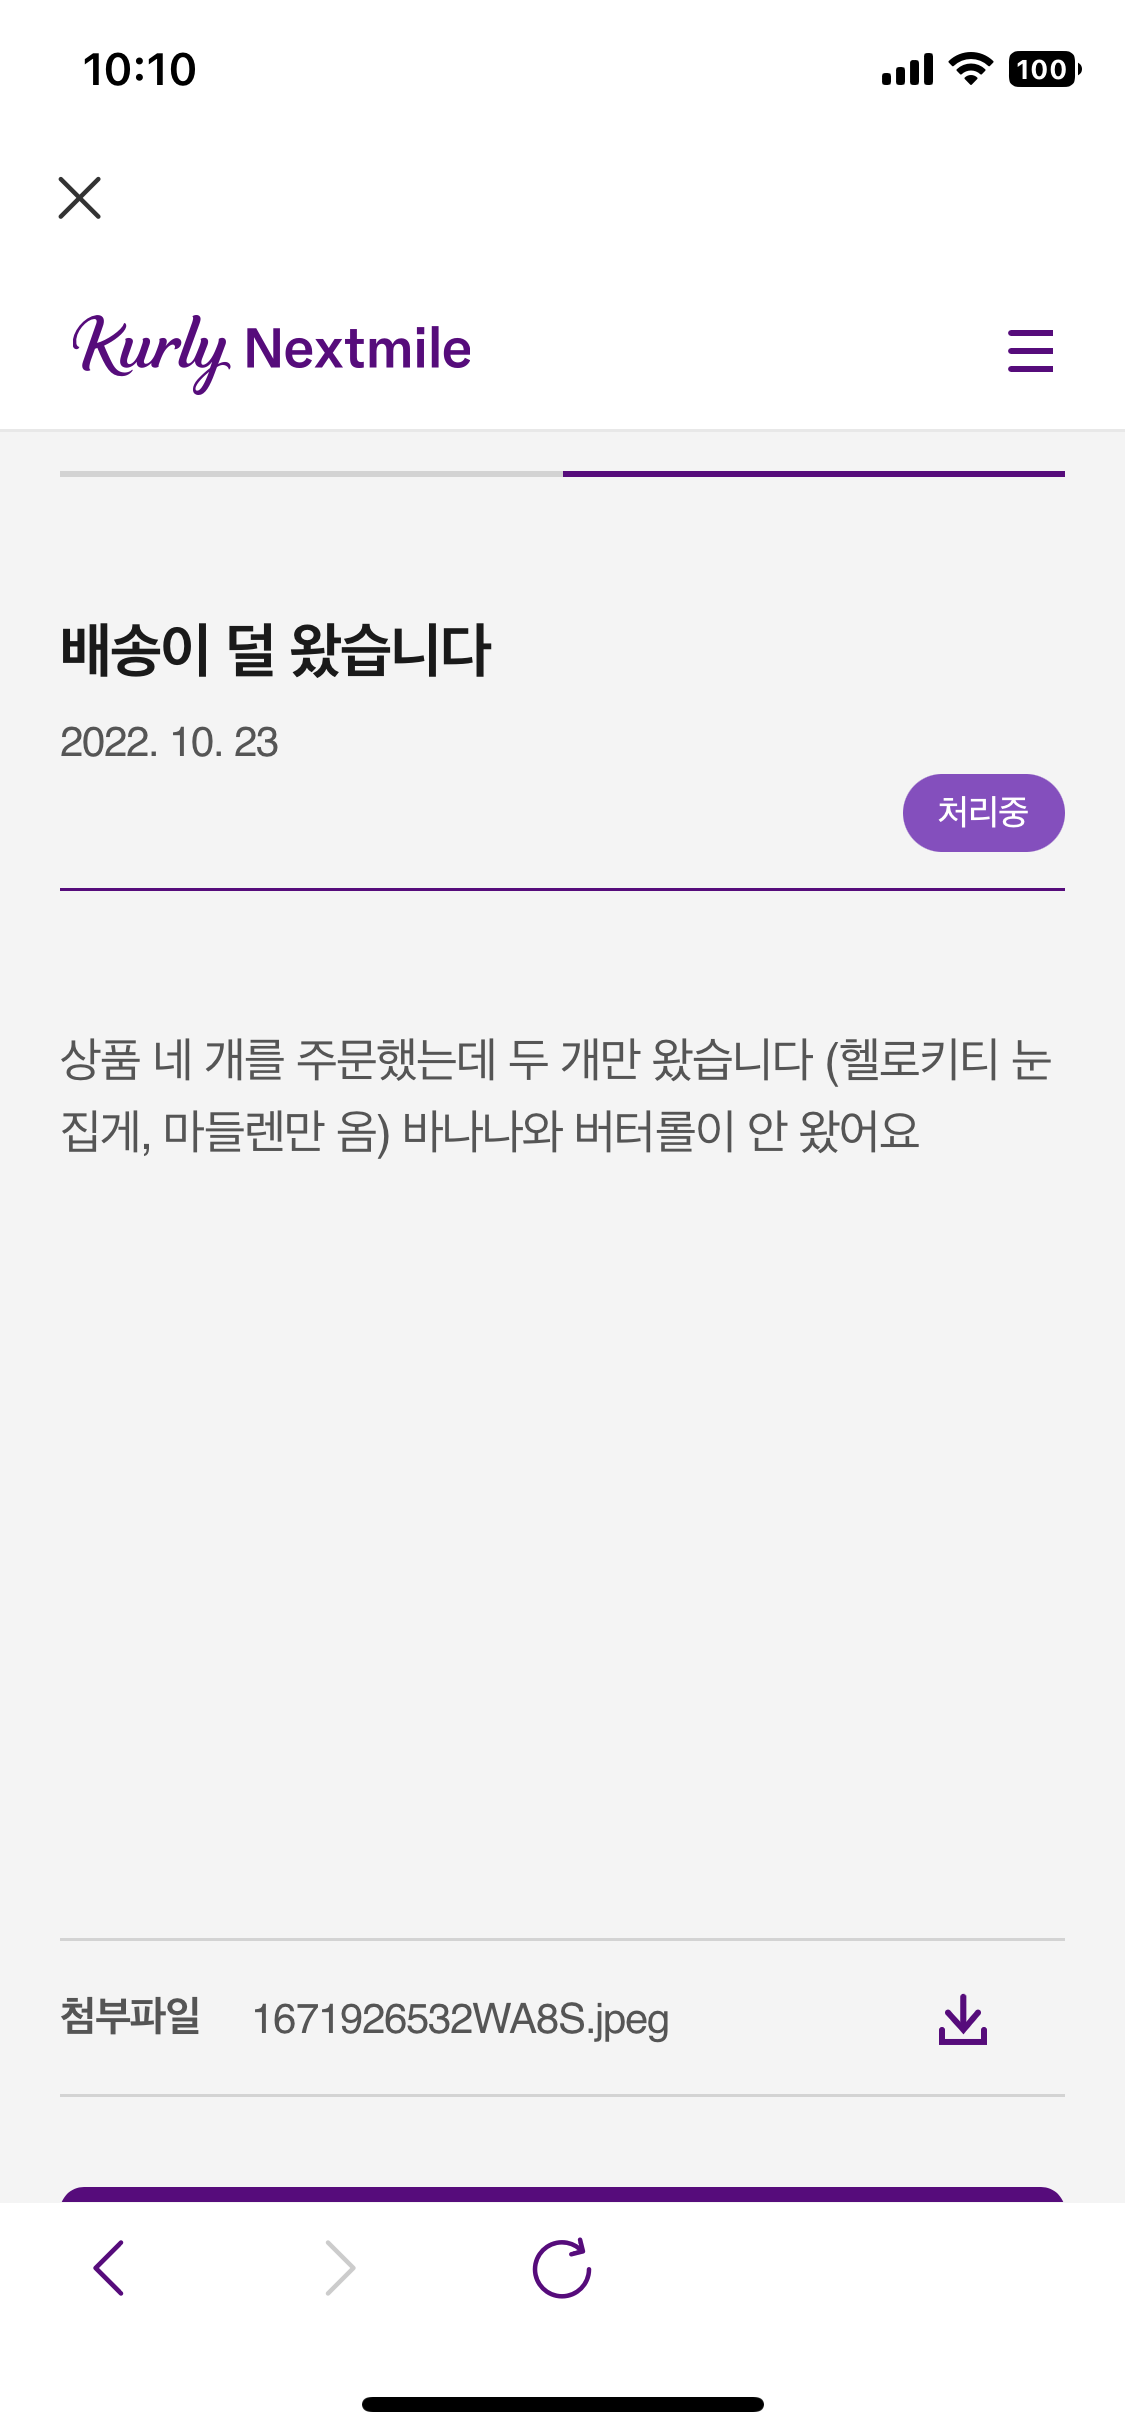 10:10
100
Kurly Nextmile
배송이 덜 왔습니다
2022. 10. 23
처리중
상품 네 개를 주문했는데 두 개만 왔습니다 (헬로키티 눈
집게, 마들렌만 옴) 바나나와 버터롤이 안 왔어요
첨부파일 1671926532WA8S.jpeg